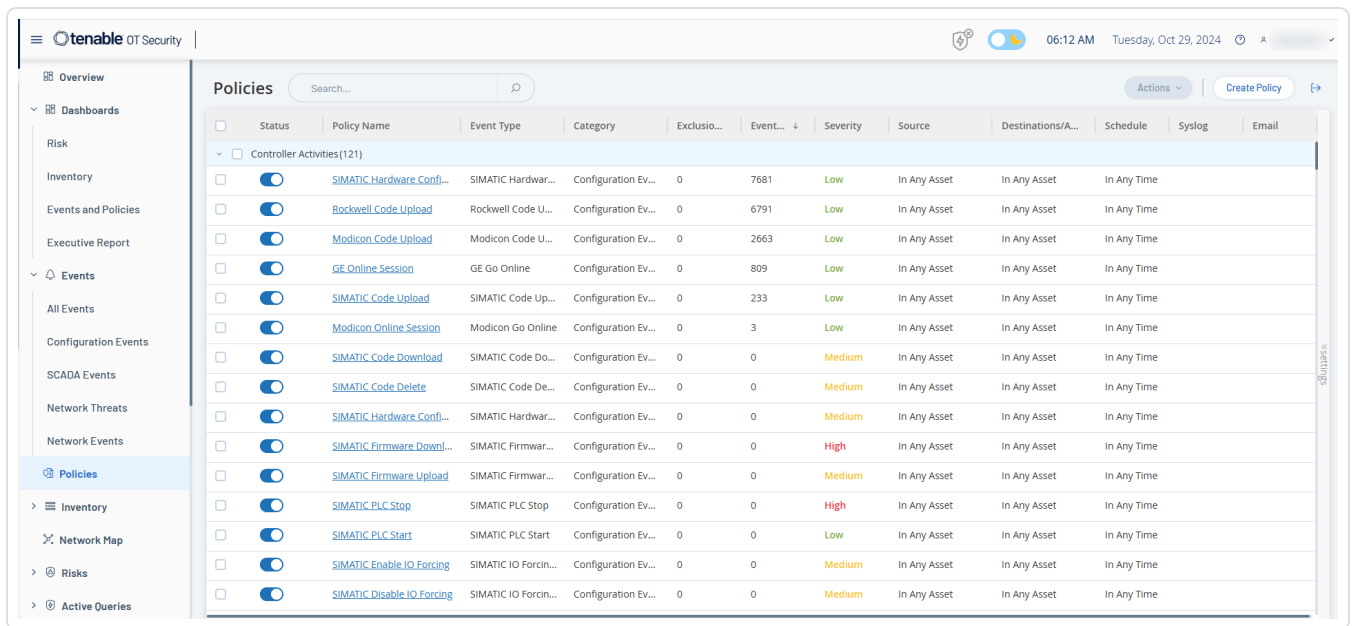 tenable OT Security
06:12 AM Tuesday, Oct 29, 2024
Overview
Dashboards
Risk
Inventory
Events and Policies
Executive Report
Events
All Events
Configuration Events
SCADA Events
Network Threats
Network Events
Policies
Inventory
Network Map
Risks
Active Queries
Policies Search... Actions Create Policy
Status Policy Name Event Type Category Exclusio... Event... Severity Source Destinations/A... Schedule Syslog Email
Controller Activities(121)
SIMATIC Hardware Confi... SIMATIC Hardwar... Configuration Ev... 0 7681 Low In Any Asset In Any Asset In Any Time
Rockwell Code Upload Rockwell Code U... Configuration Ev... 0 6791 Low In Any Asset In Any Asset In Any Time
Modicon Code Upload Modicon Code U... Configuration Ev... 0 2663 Low In Any Asset In Any Asset In Any Time
GE Online Session GE Go Online Configuration Ev... 0 809 Low In Any Asset In Any Asset In Any Time
SIMATIC Code Upload SIMATIC Code Up... Configuration Ev... 0 233 Low In Any Asset In Any Asset In Any Time
Modicon Online Session Modicon Go Online Configuration Ev... 0 3 Low In Any Asset In Any Asset In Any Time
SIMATIC Code Download SIMATIC Code Do... Configuration Ev... 0 0 Medium In Any Asset In Any Asset In Any Time
SIMATIC Code Delete SIMATIC Code De... Configuration Ev... 0 0 Medium In Any Asset In Any Asset In Any Time
SIMATIC Hardware Confi... SIMATIC Hardwar... Configuration Ev... 0 0 Medium In Any Asset In Any Asset In Any Time
SIMATIC Firmware Downl... SIMATIC Firmwar... Configuration Ev... 0 0 High In Any Asset In Any Asset In Any Time
SIMATIC Firmware Upload SIMATIC Firmwar... Configuration Ev... 0 0 Medium In Any Asset In Any Asset In Any Time
SIMATIC PLC Stop SIMATIC PLC Stop Configuration Ev... 0 0 High In Any Asset In Any Asset In Any Time
SIMATIC PLC Start SIMATIC PLC Start Configuration Ev... 0 0 Low In Any Asset In Any Asset In Any Time
SIMATIC Enable IO Forcing SIMATIC IO Forcin... Configuration Ev... 0 0 Medium In Any Asset In Any Asset In Any Time
SIMATIC Disable IO Forcing SIMATIC IO Forcin... Configuration Ev... 0 0 Medium In Any Asset In Any Asset In Any Time
settings